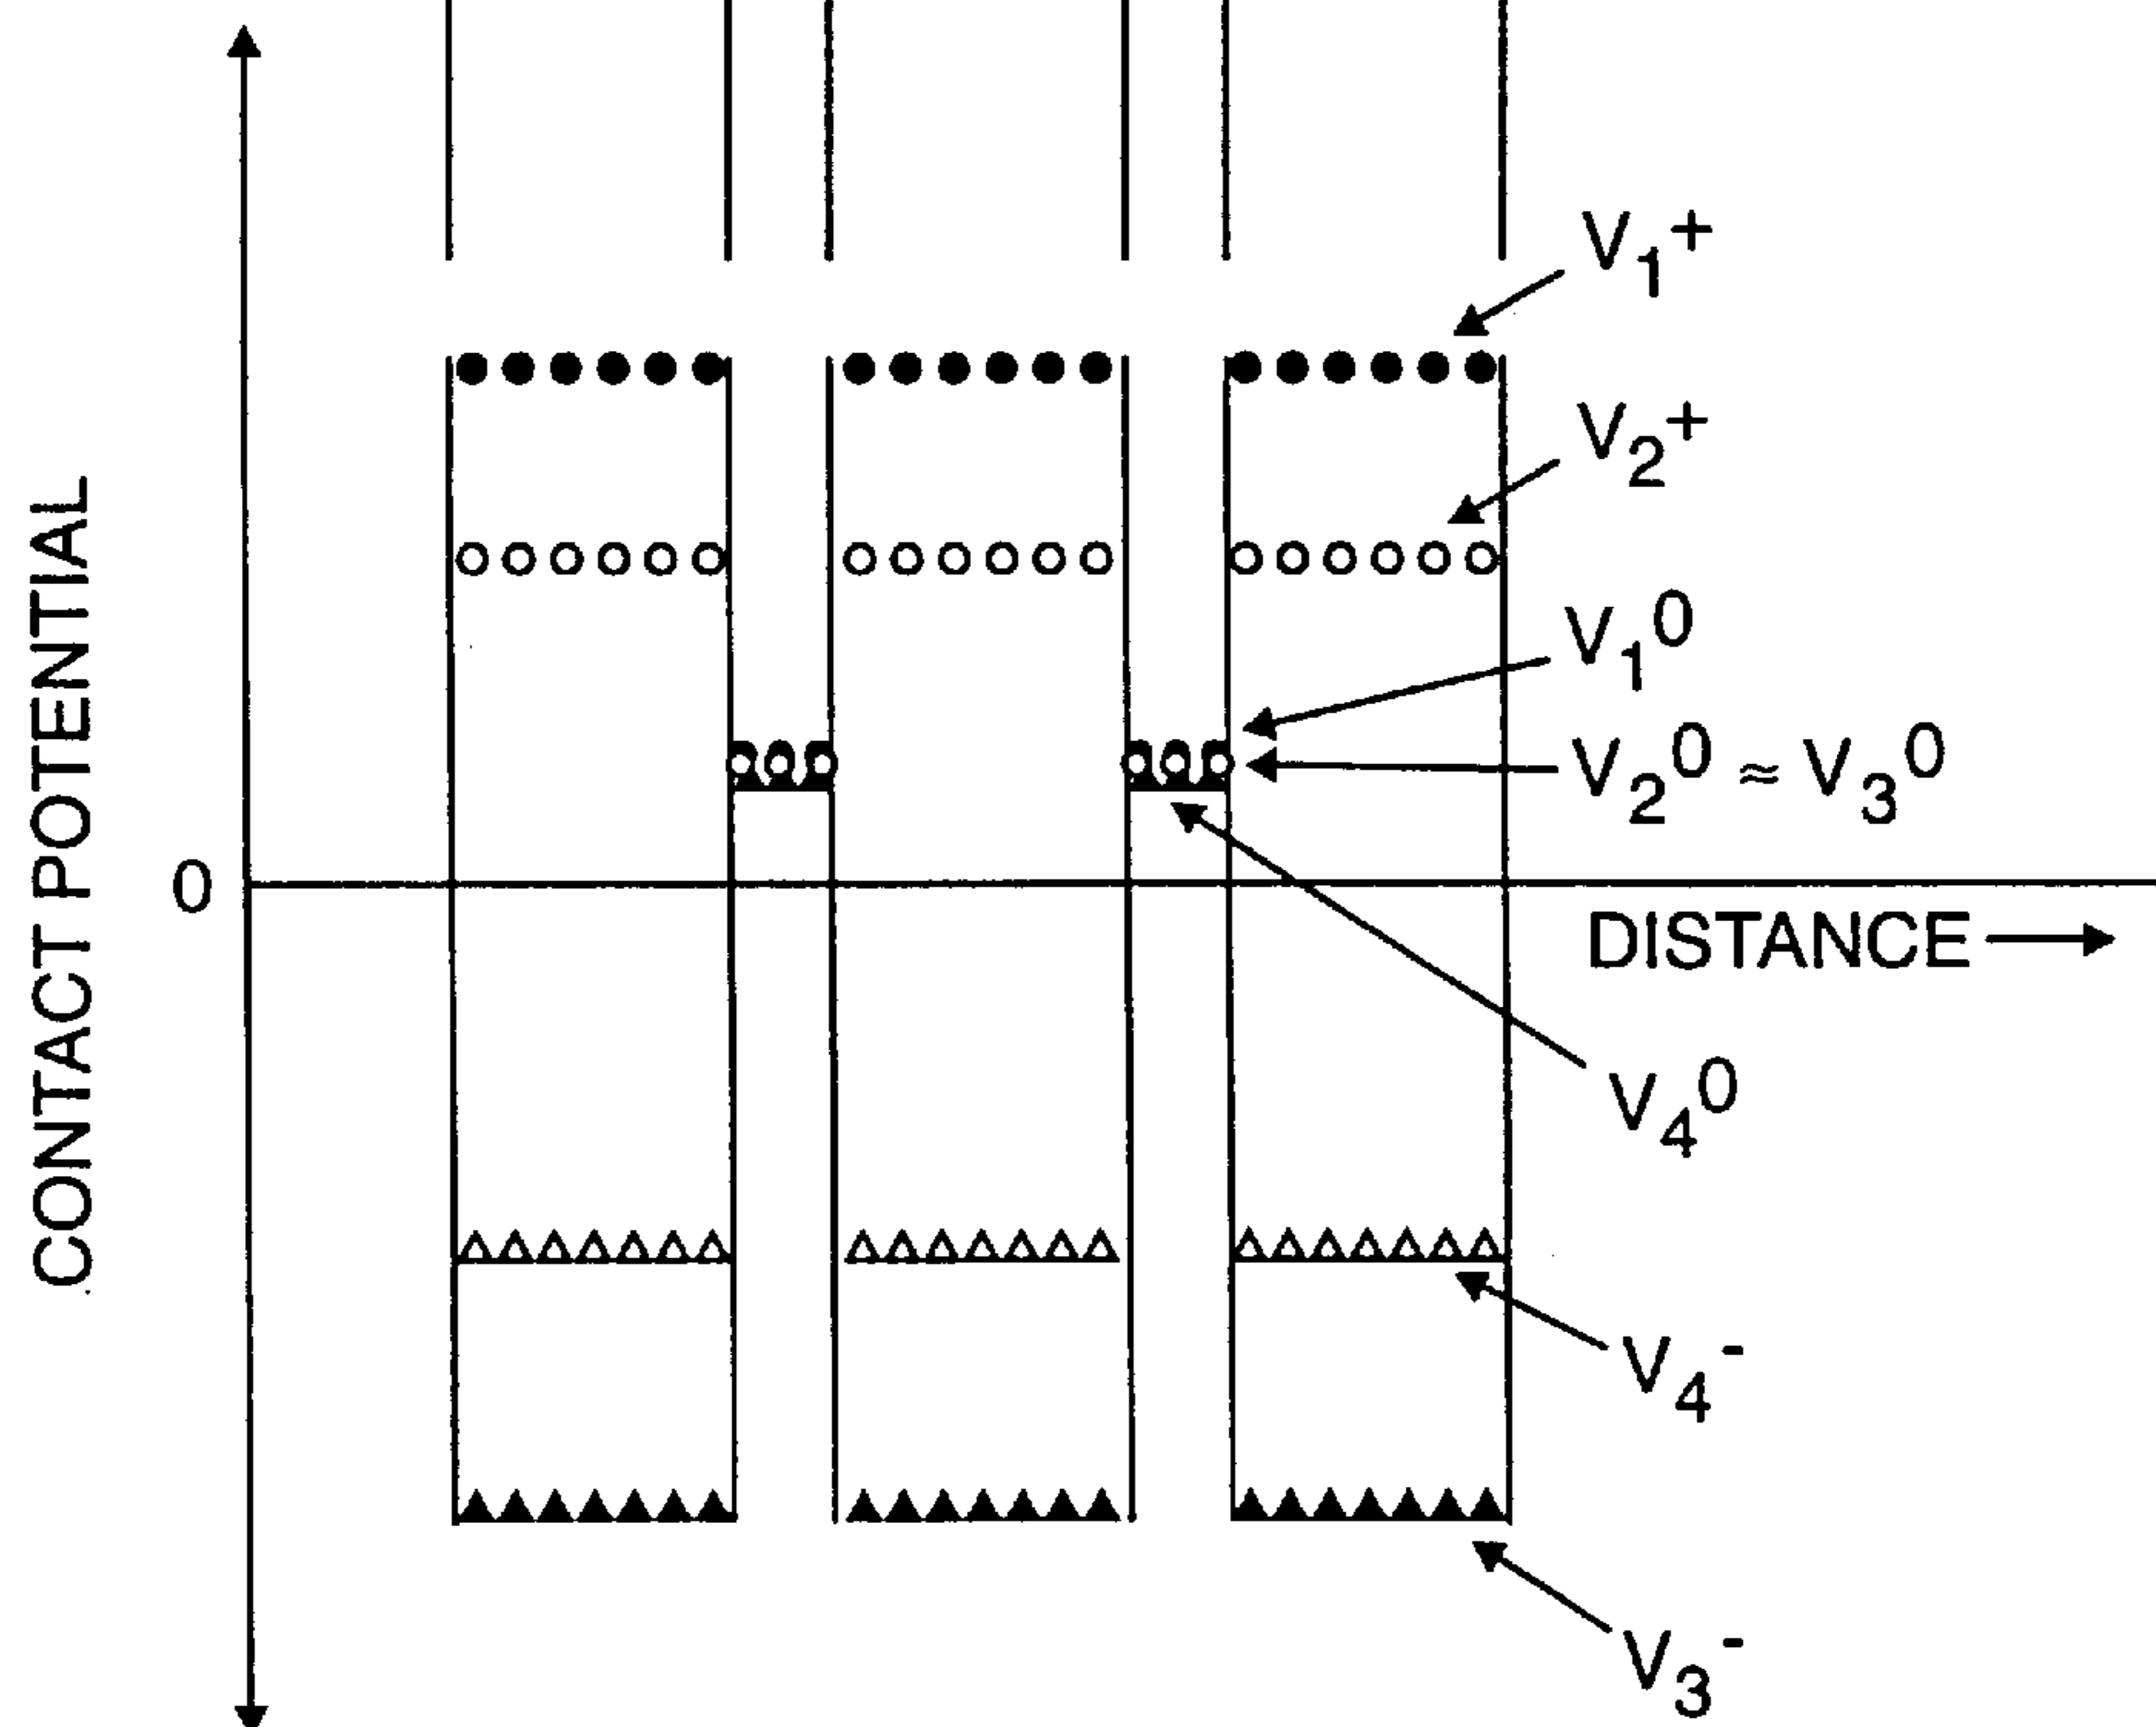 V₁⁺
V₂⁺
V₁⁰
V₂⁰ ≈ V₃⁰
CONTACT POTENTIAL
0
DISTANCE
V₄⁰
V₄⁻
V₃⁻